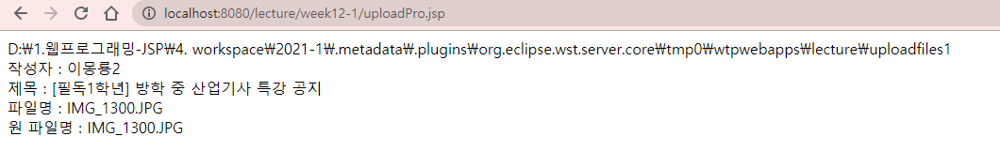 localhost:8080/lecture/week12-1/uploadPro.jsp
D:₩1.웹프로그래밍-JSP₩4. workspace₩2021-1₩.metadata₩.plugins₩org.eclipse.wst.server.core₩tmp0₩wtpwebapps₩lecture₩uploadfiles1
작성자 : 이몽룡2
제목 : [필독1학년] 방학 중 산업기사 특강 공지
파일명 : IMG_1300.JPG
원 파일명 : IMG_1300.JPG